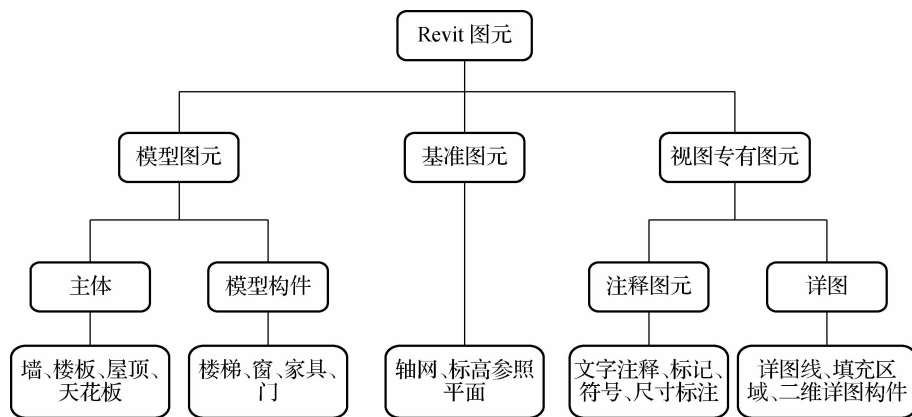 Revit 图元
模型图元
基准图元
视图专有图元
主体
模型构件
注释图元
详图
墙、楼板、屋顶、
天花板
楼梯、窗、家具、
门
轴网、标高参照
平面
文字注释、标记、
符号、尺寸标注
详图线、填充区
域、二维详图构件